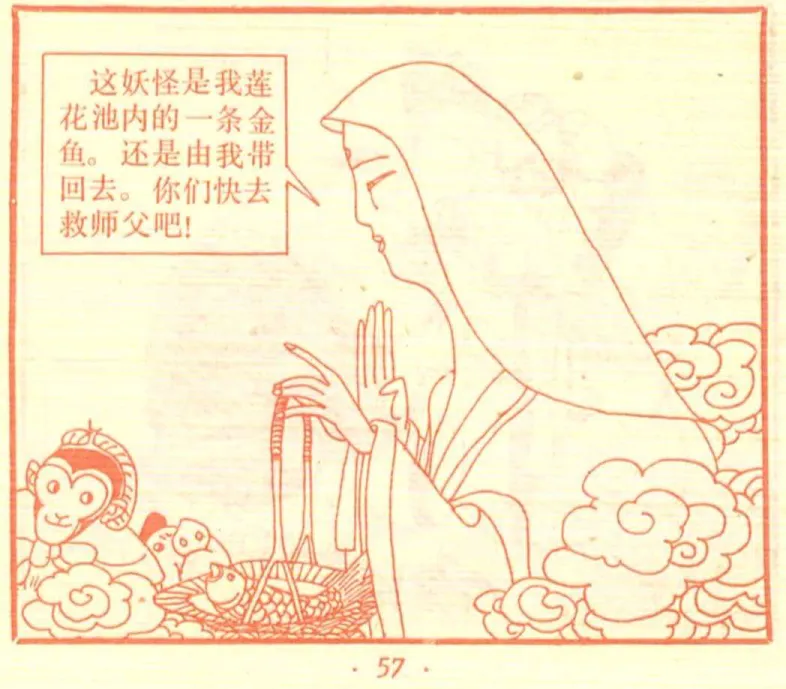 这妖怪是我莲
花池内的一条金
鱼。还是由我带
回去。你们快去
救师父吧!
· 57 ·